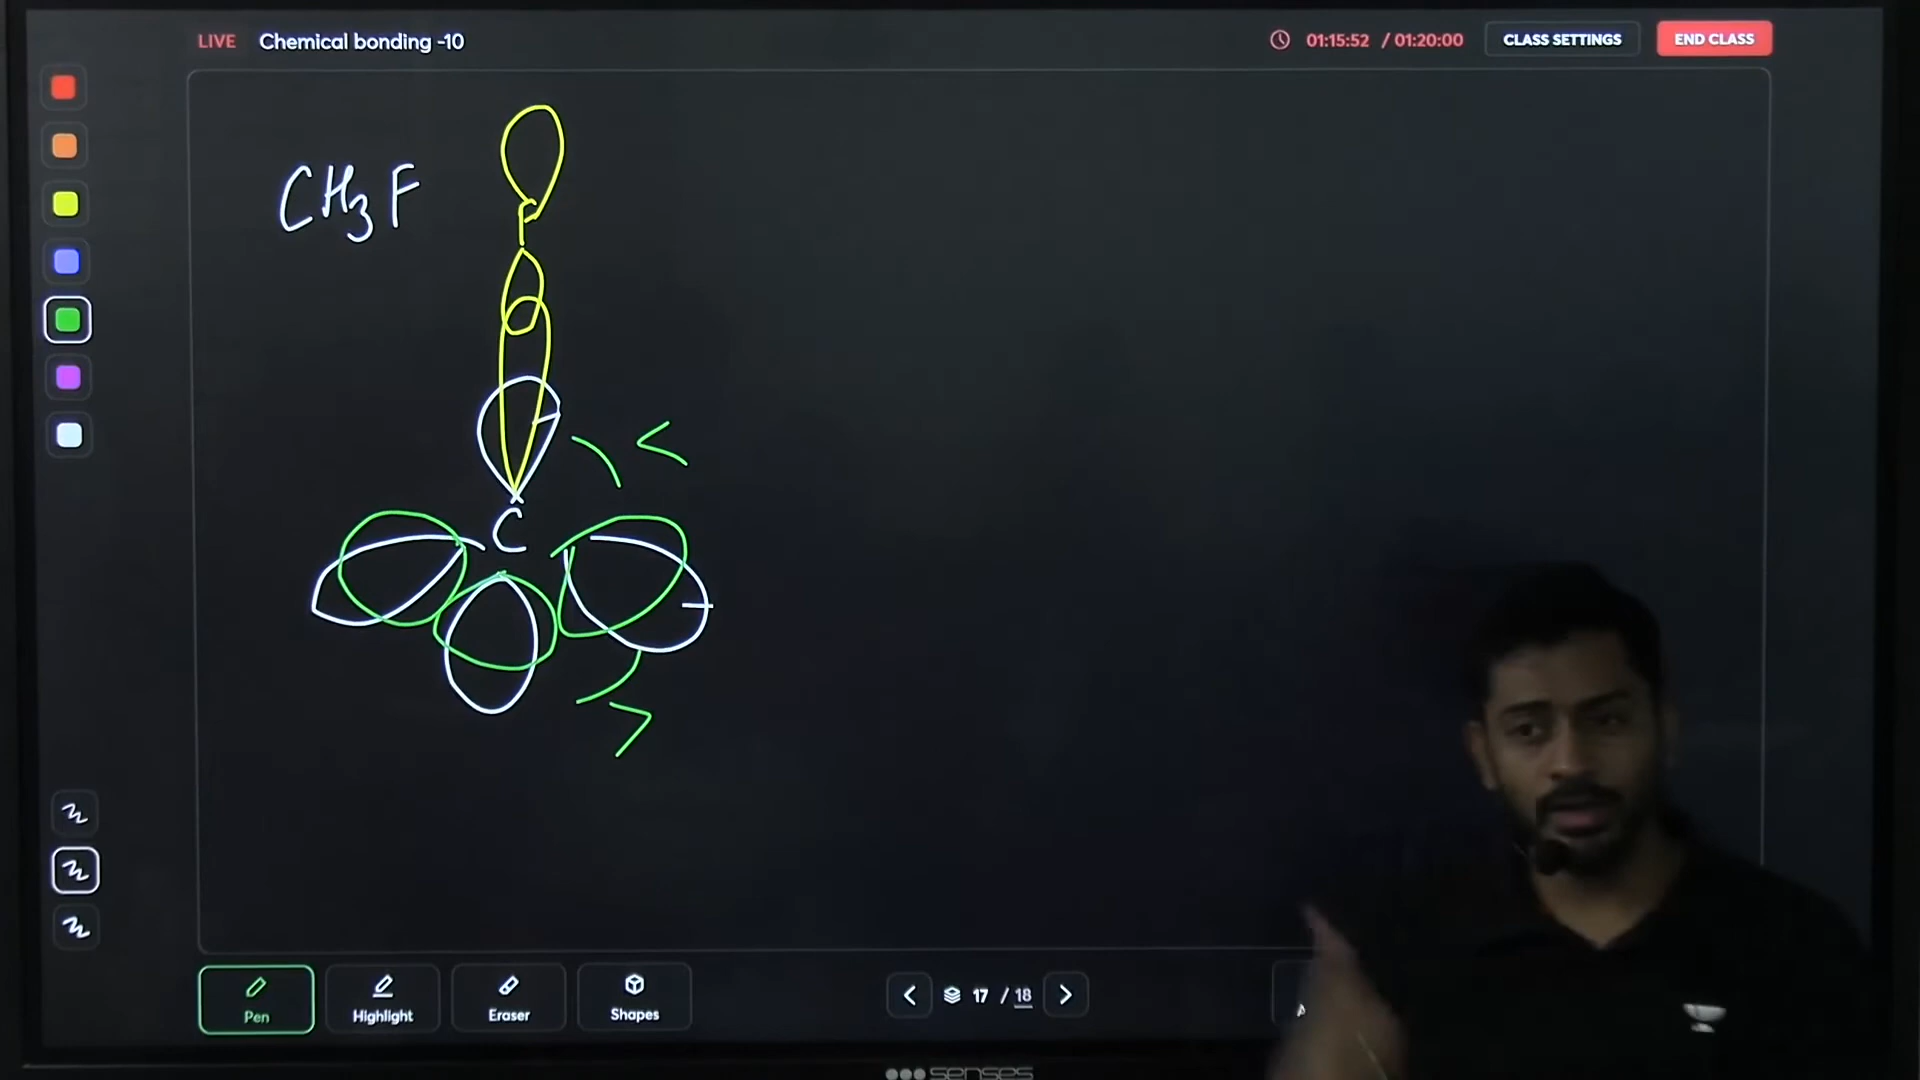 LIVE Chemical bonding -10
01:15:52 / 01:20:00
CLASS SETTINGS
END CLASS
CH3F
C
<
>
Pen
Highlight
Eraser
Shapes
17 / 18
senses